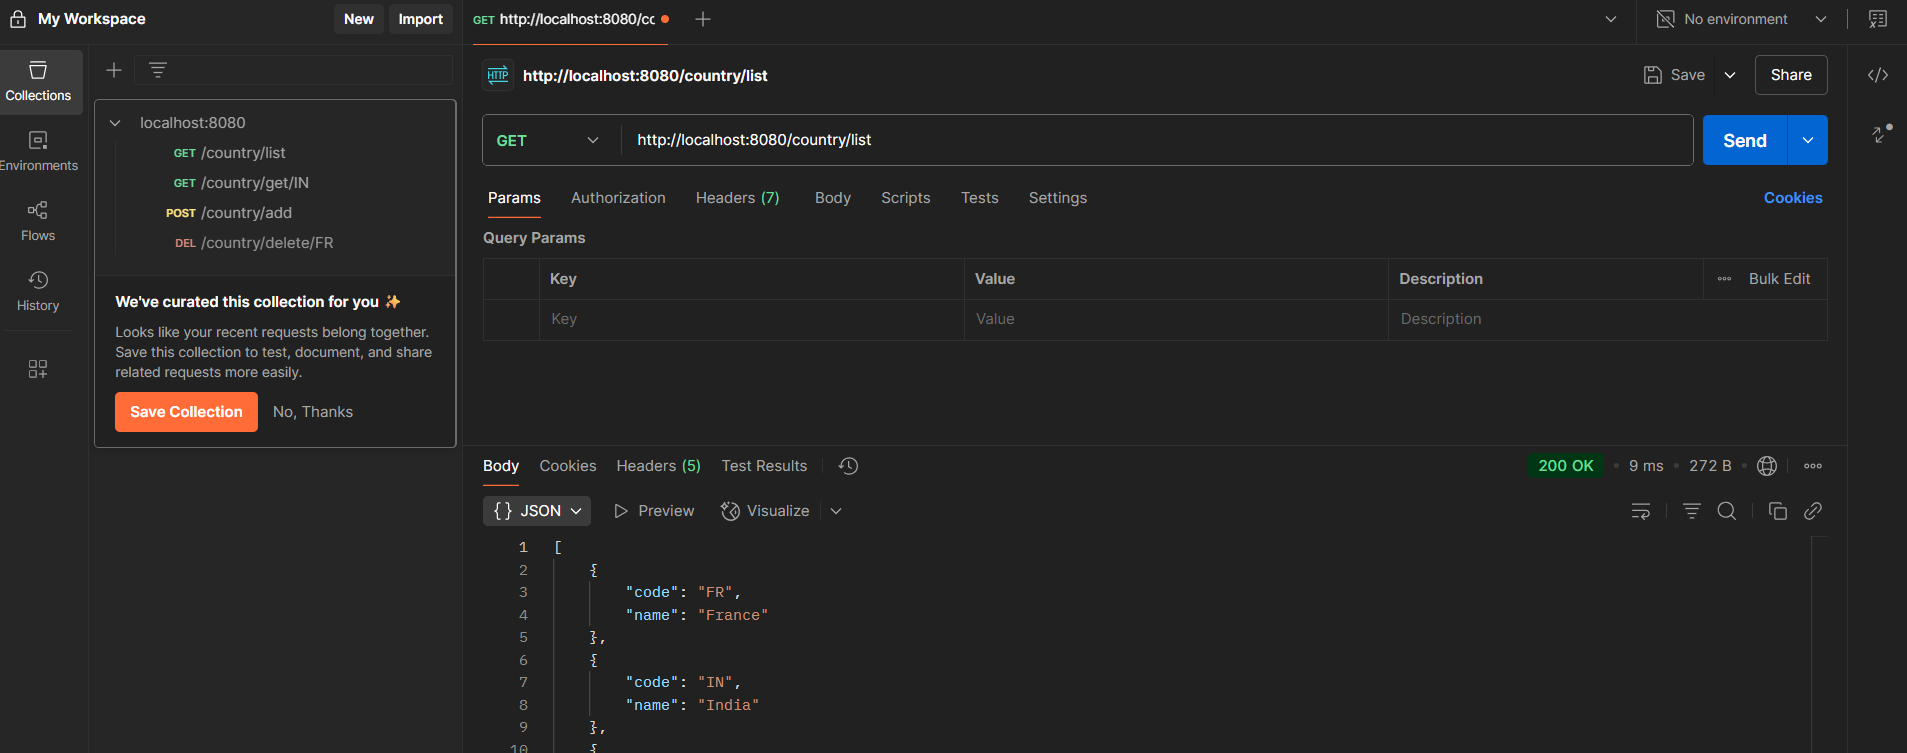 My Workspace
New
Import
GET http://localhost:8080/cc
No environment
Collections
Environments
Flows
History
localhost:8080
GET /country/list
GET /country/get/IN
POST /country/add
DEL /country/delete/FR
We've curated this collection for you ✨
Looks like your recent requests belong together.
Save this collection to test, document, and share
related requests more easily.
Save Collection
No, Thanks
HTTP
http://localhost:8080/country/list
Save
Share
GET
http://localhost:8080/country/list
Send
Params
Authorization
Headers (7)
Body
Scripts
Tests
Settings
Cookies
Query Params
Key
Value
Description
Bulk Edit
Key
Value
Description
Body
Cookies
Headers (5)
Test Results
200 OK
9 ms
272 B
{} JSON
Preview
Visualize
1 [
2 {
3 "code": "FR",
4 "name": "France"
5 },
6 {
7 "code": "IN",
8 "name": "India"
9 },
10 {